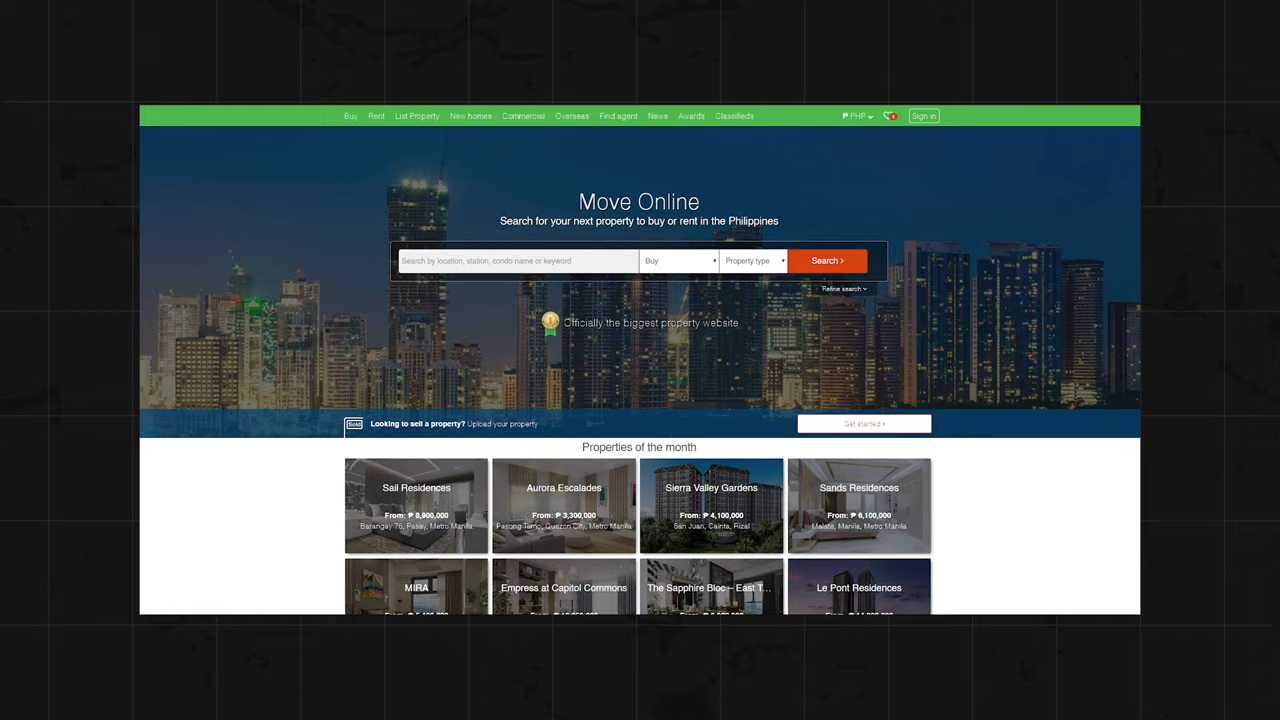 Buy Rent List Property New homes Commercial Overseas Find agent News Awards Classifieds ₱ PHP 1 Sign in
Move Online
Search for your next property to buy or rent in the Philippines
Search by location, station, condo name or keyword Buy Property type Search
Refine search
Officially the biggest property website
Sold Looking to sell a property? Upload your property Get started
Properties of the month
Sail Residences Aurora Escalades Sierra Valley Gardens Sands Residences
From: ₱ 8,900,000 From: ₱ 3,300,000 From: ₱ 4,100,000 From: ₱ 6,100,000
Barangay 76, Pasay, Metro Manila Pasong Tamo, Quezon City, Metro Manila San Juan, Cainta, Rizal Malate, Manila, Metro Manila
MIRA Empress at Capitol Commons The Sapphire Bloc – East T... Le Pont Residences